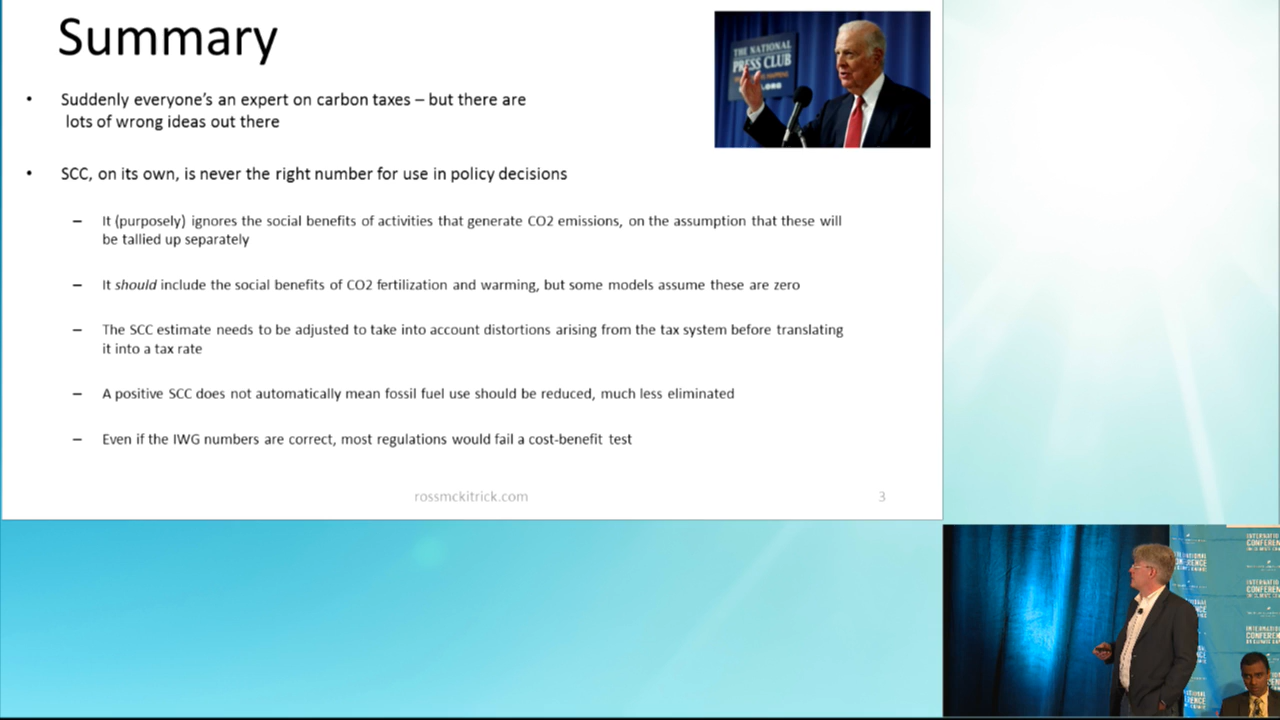 Summary
THE NATIONAL
PRESS CLUB
• Suddenly everyone's an expert on carbon taxes – but there are
lots of wrong ideas out there
• SCC, on its own, is never the right number for use in policy decisions
– It (purposely) ignores the social benefits of activities that generate CO2 emissions, on the assumption that these will
be tallied up separately
– It should include the social benefits of CO2 fertilization and warming, but some models assume these are zero
– The SCC estimate needs to be adjusted to take into account distortions arising from the tax system before translating
it into a tax rate
– A positive SCC does not automatically mean fossil fuel use should be reduced, much less eliminated
– Even if the IWG numbers are correct, most regulations would fail a cost-benefit test
rossmckitrick.com
3